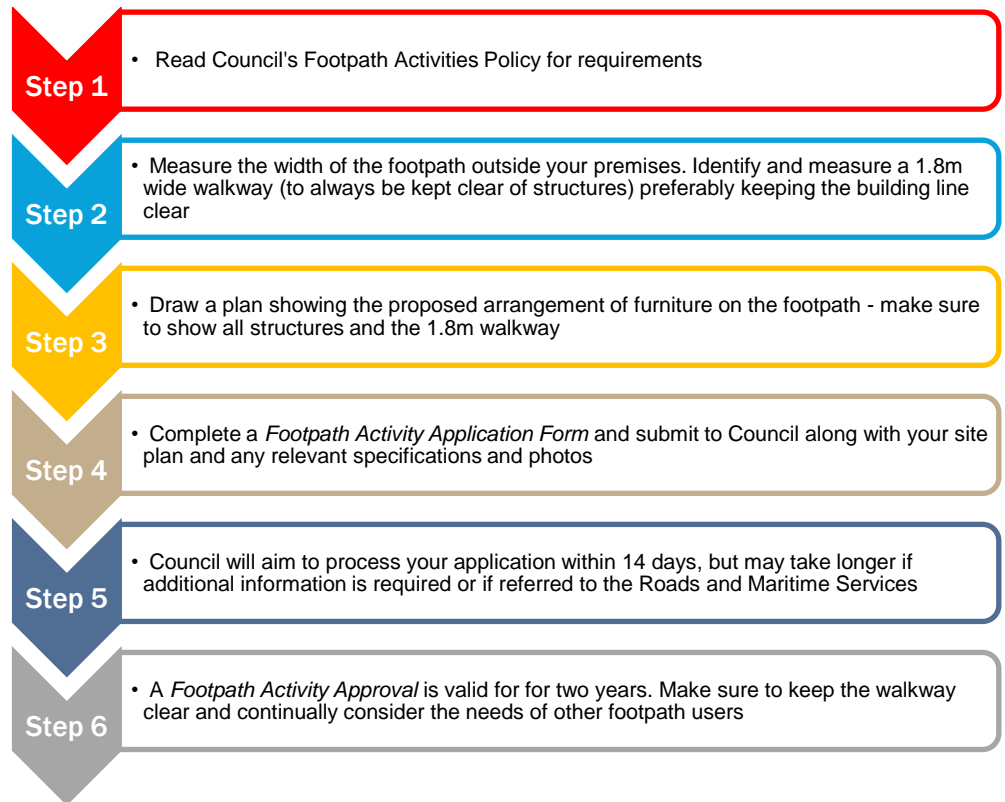 Step 1
• Read Council's Footpath Activities Policy for requirements
Step 2
• Measure the width of the footpath outside your premises. Identify and measure a 1.8m
wide walkway (to always be kept clear of structures) preferably keeping the building line
clear
Step 3
• Draw a plan showing the proposed arrangement of furniture on the footpath - make sure
to show all structures and the 1.8m walkway
Step 4
• Complete a Footpath Activity Application Form and submit to Council along with your site
plan and any relevant specifications and photos
Step 5
• Council will aim to process your application within 14 days, but may take longer if
additional information is required or if referred to the Roads and Maritime Services
Step 6
• A Footpath Activity Approval is valid for for two years. Make sure to keep the walkway
clear and continually consider the needs of other footpath users